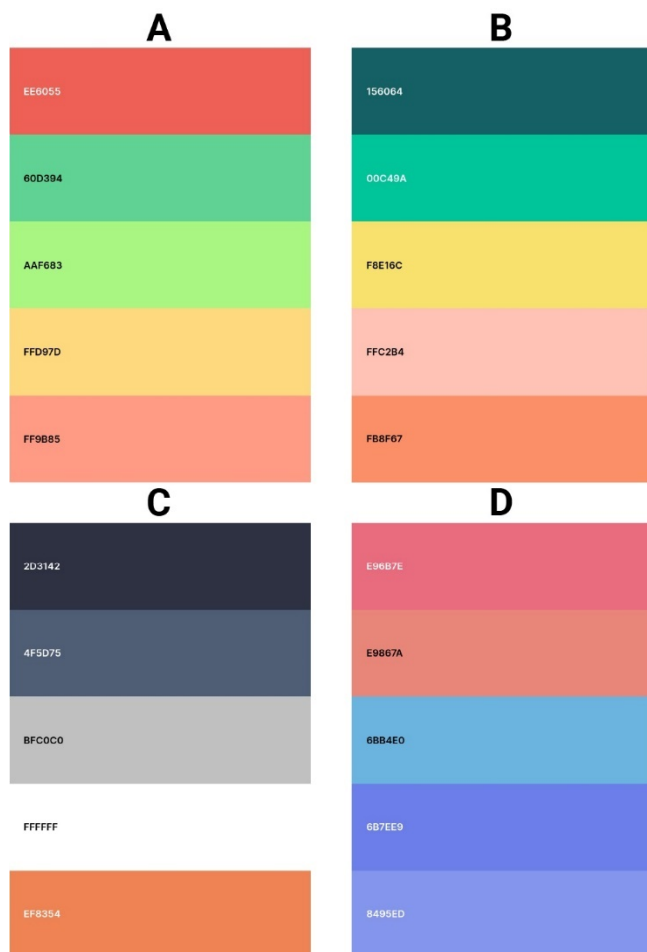 A
EE6055
60D394
AAF683
FFD97D
FF9B85
B
156064
00C49A
F8E16C
FFC2B4
FB8F67
C
2D3142
4F5D75
BFC0C0
FFFFFF
EF8354
D
E96B7E
E9867A
6BB4E0
6B7EE9
8495ED